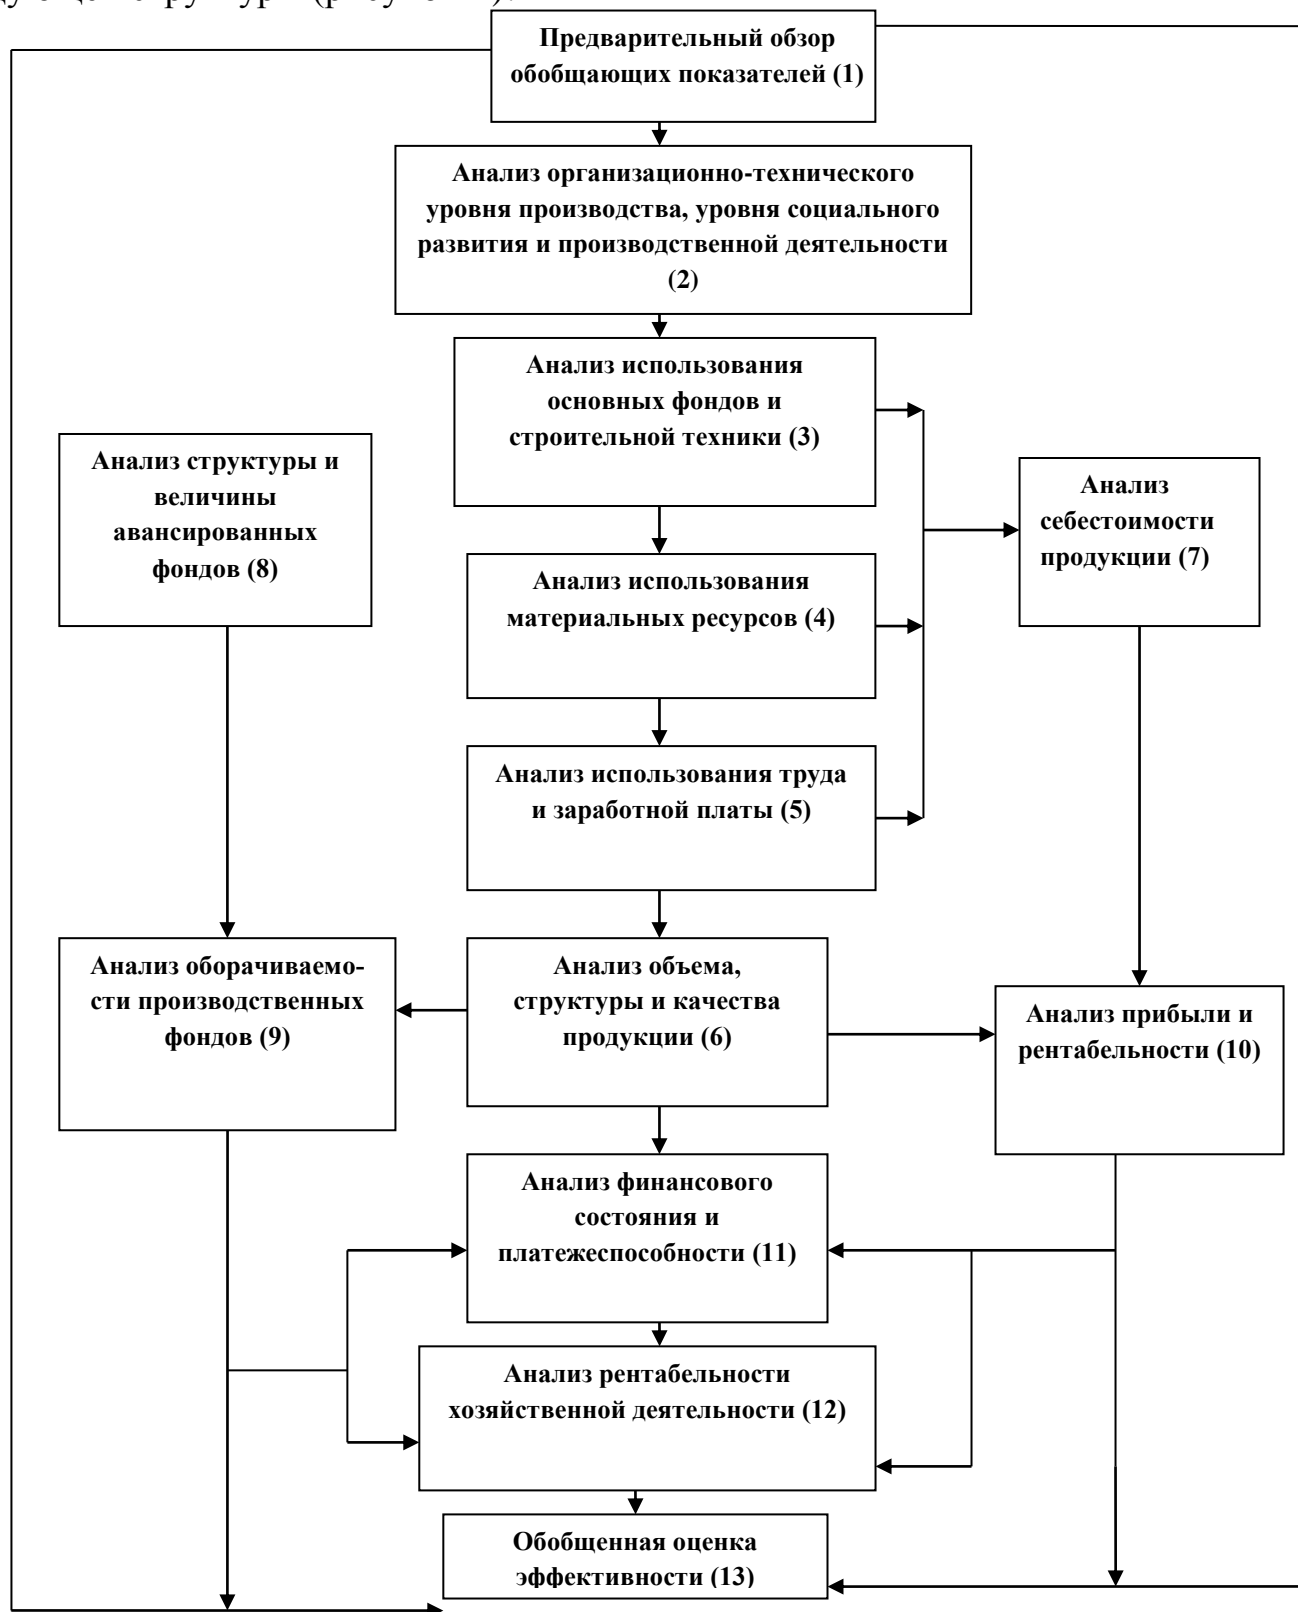 Предварительный обзор
обобщающих показателей (1)
Анализ организационно-технического
уровня производства, уровня социального
развития и производственной деятельности
(2)
Анализ использования
основных фондов и
строительной техники (3)
Анализ структуры и
величины
авансированных
фондов (8)
Анализ
себестоимости
продукции (7)
Анализ использования
материальных ресурсов (4)
Анализ использования труда
и заработной платы (5)
Анализ оборачиваемо-
сти производственных
фондов (9)
Анализ объема,
структуры и качества
продукции (6)
Анализ прибыли и
рентабельности (10)
Анализ финансового
состояния и
платежеспособности (11)
Анализ рентабельности
хозяйственной деятельности (12)
Обобщенная оценка
эффективности (13)